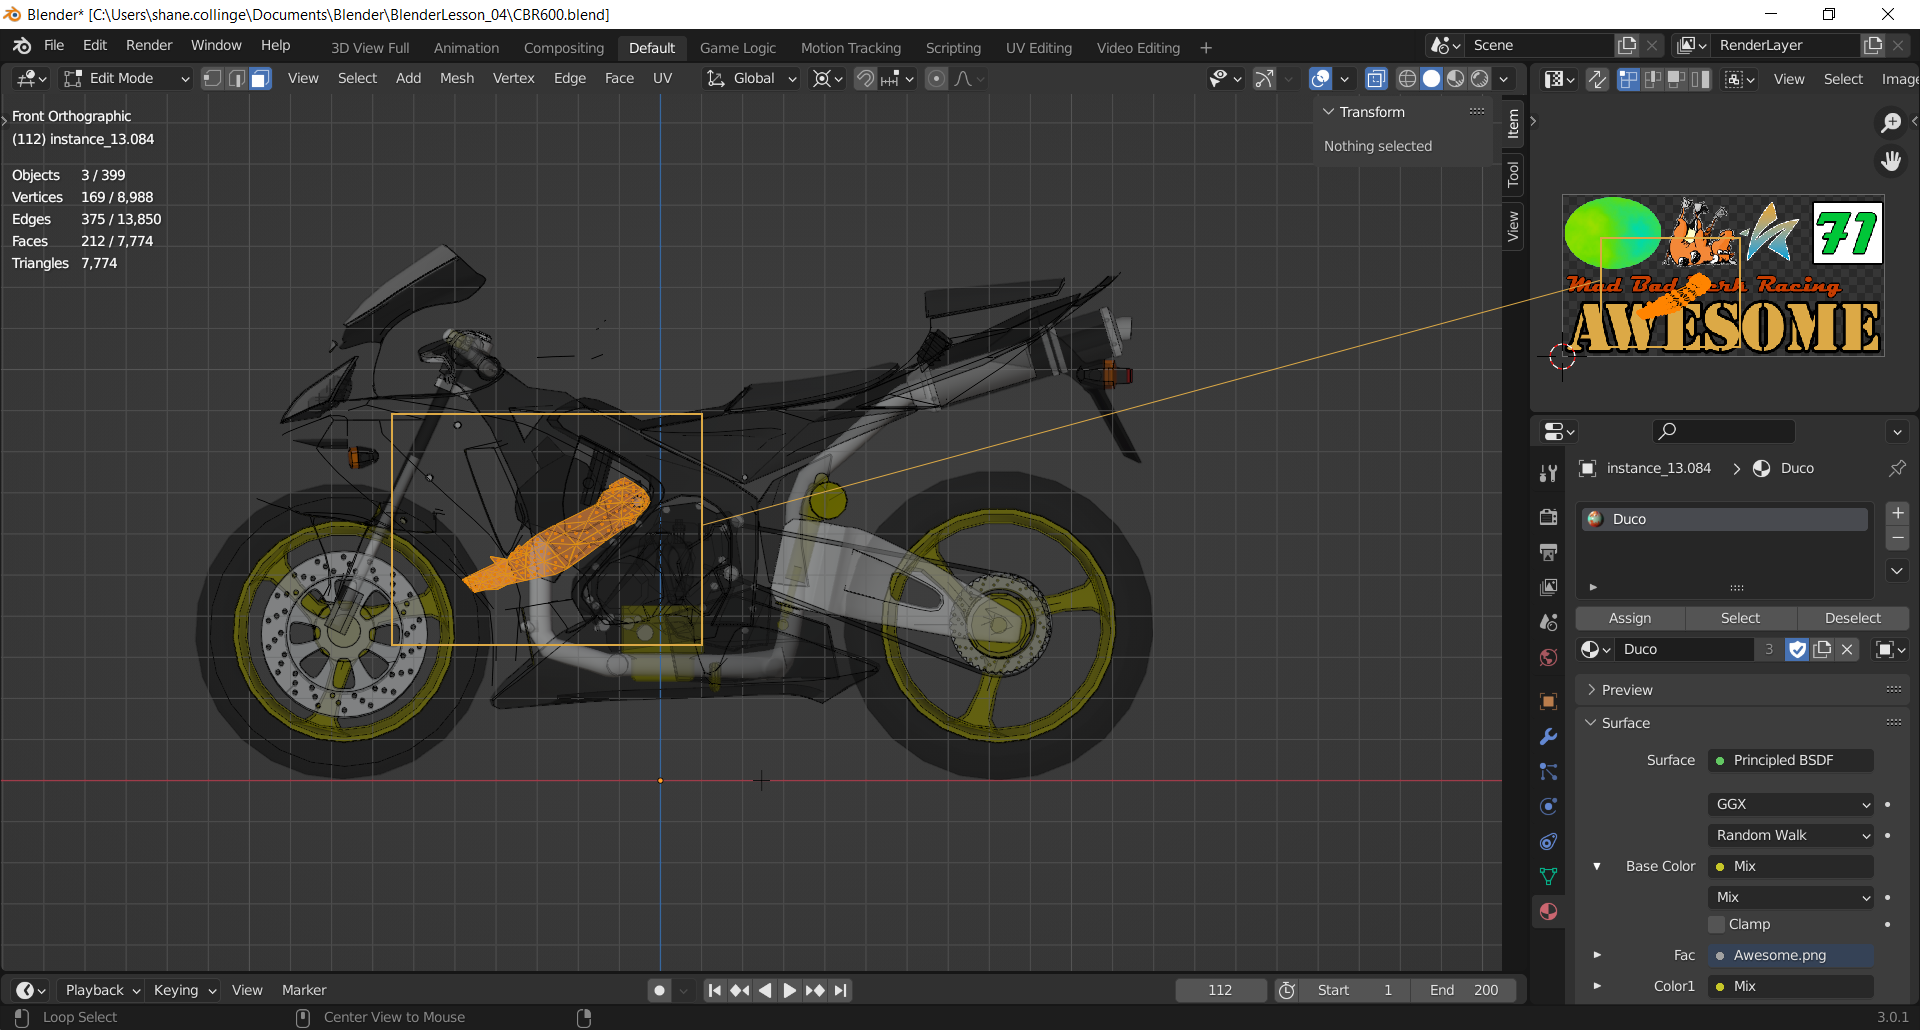 Blender* [C:\Users\shane.collinge\Documents\Blender\BlenderLesson_04\CBR600.blend]
File Edit Render Window Help 3D View Full Animation Compositing Default Game Logic Motion Tracking Scripting UV Editing Video Editing + Scene RenderLayer
Edit Mode View Select Add Mesh Vertex Edge Face UV Global View Select Image
Front Orthographic
(112) instance_13.084
Objects 3 / 399
Vertices 169 / 8,988
Edges 375 / 13,850
Faces 212 / 7,774
Triangles 7,774
Transform
Nothing selected
Item
Tool
View
71
Mad Bad Racing
AWESOME
instance_13.084 > Duco
Duco
Assign Select Deselect
Duco 3
Preview
Surface
Surface Principled BSDF
GGX
Random Walk
Base Color Mix
Mix
Clamp
Fac Awesome.png
Color1 Mix
Playback Keying View Marker 112 Start 1 End 200
Loop Select Center View to Mouse 3.0.1